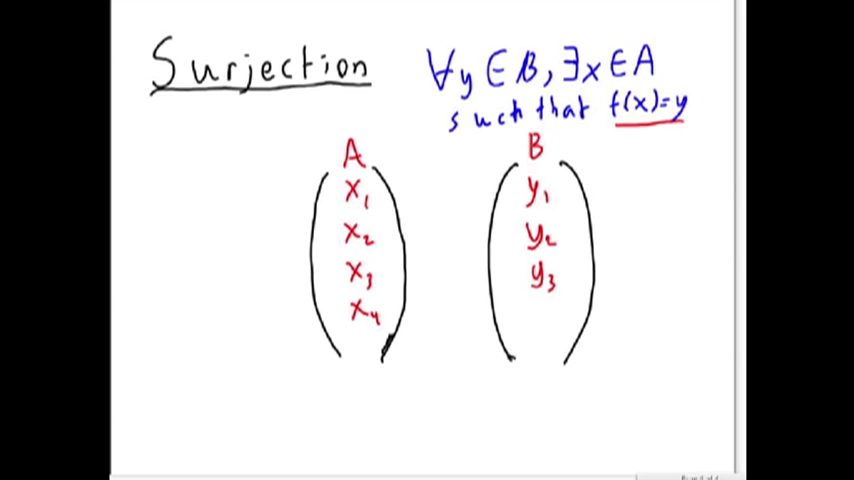 Surjection ∀y∈B, ∃x∈A
such that f(x)=y
A B
x₁ y₁
x₂ y₂
x₃ y₃
x₄